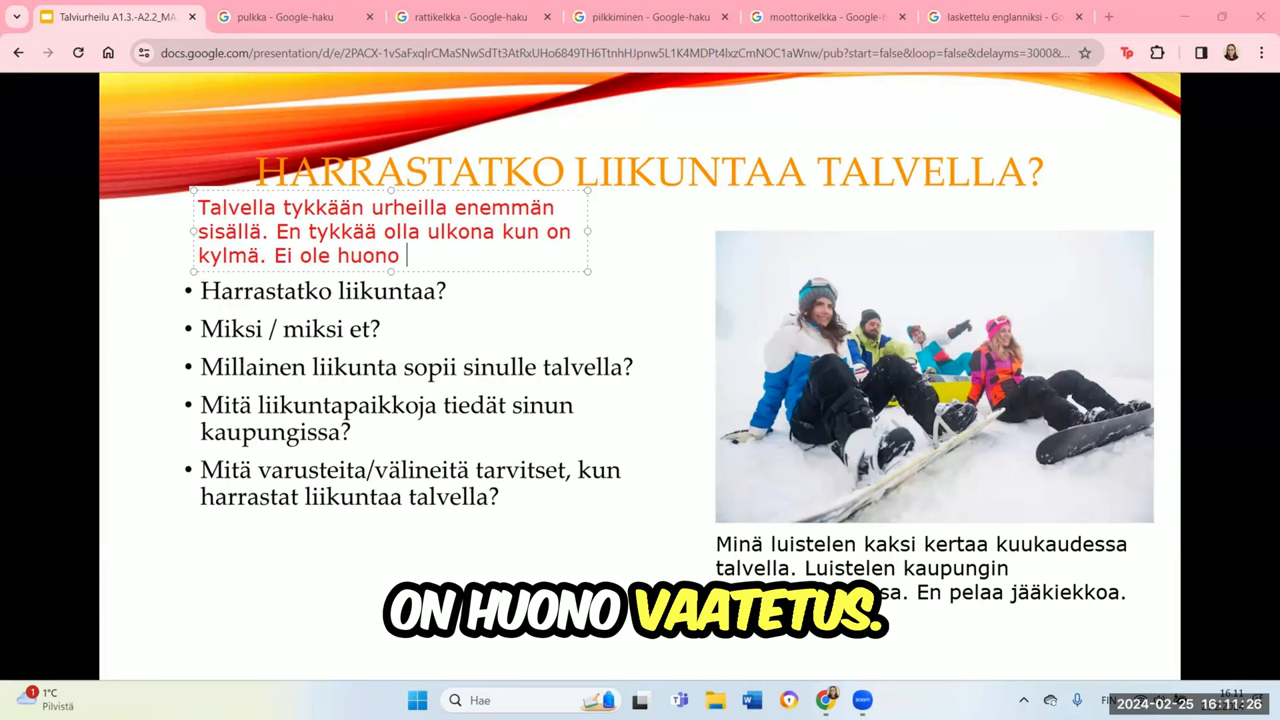 Talviurheilu A1.3.-A2.2_MA
pulkka - Google-haku
rattikelkka - Google-haku
pilkkiminen - Google-haku
moottorikelkka - Google-h
laskettelu englanniksi - Go
docs.google.com/presentation/d/e/2PACX-1vSaFxqlrCMaSNwSdTt3AtRxUHo6849TH6TtnhHJpnw5L1K4MDPt4lxzCmNOC1aWnw/pub?start=false&loop=false&delayms=3000&...
HARRASTATKO LIIKUNTAA TALVELLA?
Talvella tykkään urheilla enemmän
sisällä. En tykkää olla ulkona kun on
kylmä. Ei ole huono
• Harrastatko liikuntaa?
• Miksi / miksi et?
• Millainen liikunta sopii sinulle talvella?
• Mitä liikuntapaikkoja tiedät sinun
kaupungissa?
• Mitä varusteita/välineitä tarvitset, kun
harrastat liikuntaa talvella?
Minä luistelen kaksi kertaa kuukaudessa
talvella. Luistelen kaupungin
sa. En pelaa jääkiekkoa.
ON HUONO VAATETUS.
1
1°C
Pilvistä
Hae
FIN
16.11
2024-02-25 16:11:26